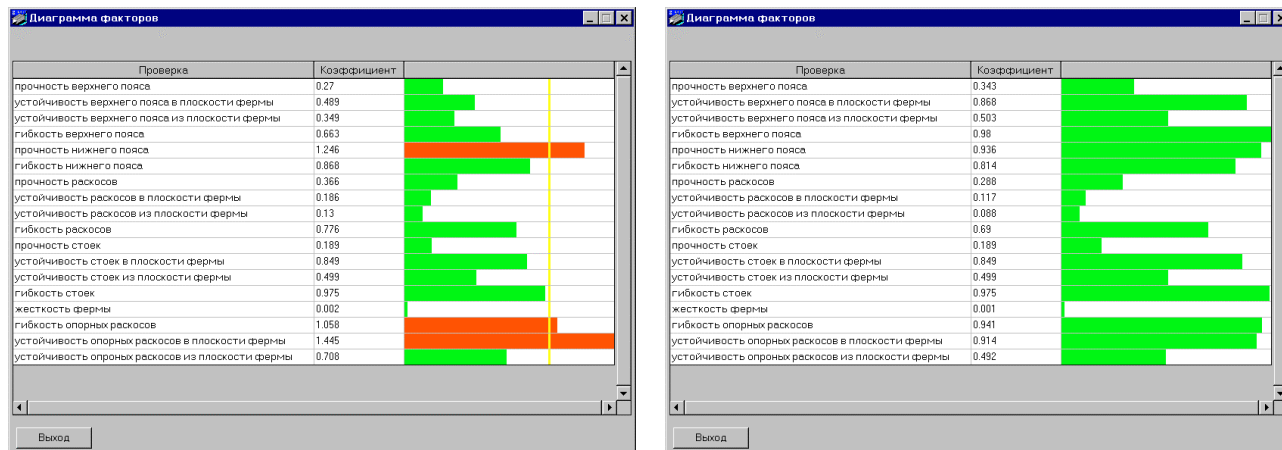 Диаграмма факторов
Проверка Коэффициент
прочность верхнего пояса 0.27
устойчивость верхнего пояса в плоскости фермы 0.489
устойчивость верхнего пояса из плоскости фермы 0.349
гибкость верхнего пояса 0.663
прочность нижнего пояса 1.246
гибкость нижнего пояса 0.868
прочность раскосов 0.366
устойчивость раскосов в плоскости фермы 0.186
устойчивость раскосов из плоскости фермы 0.13
гибкость раскосов 0.776
прочность стоек 0.189
устойчивость стоек в плоскости фермы 0.849
устойчивость стоек из плоскости фермы 0.499
гибкость стоек 0.975
жесткость фермы 0.002
гибкость опорных раскосов 1.058
устойчивость опроных раскосов в плоскости фермы 1.445
устойчивость опроных раскосов из плоскости фермы 0.708
Выход
Диаграмма факторов
Проверка Коэффициент
прочность верхнего пояса 0.343
устойчивость верхнего пояса в плоскости фермы 0.868
устойчивость верхнего пояса из плоскости фермы 0.503
гибкость верхнего пояса 0.98
прочность нижнего пояса 0.936
гибкость нижнего пояса 0.814
прочность раскосов 0.288
устойчивость раскосов в плоскости фермы 0.117
устойчивость раскосов из плоскости фермы 0.088
гибкость раскосов 0.69
прочность стоек 0.189
устойчивость стоек в плоскости фермы 0.849
устойчивость стоек из плоскости фермы 0.499
гибкость стоек 0.975
жесткость фермы 0.001
гибкость опорных раскосов 0.941
устойчивость опроных раскосов в плоскости фермы 0.914
устойчивость опроных раскосов из плоскости фермы 0.492
Выход